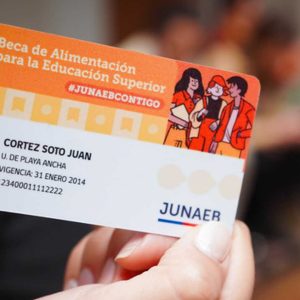 Beca de Alimentación
para la Educación Superior
#JUNAEBCONTIGO
CORTEZ SOTO JUAN
U. DE PLAYA ANCHA
VIGENCIA: 31 ENERO 2014
123400011112222
JUNAEB